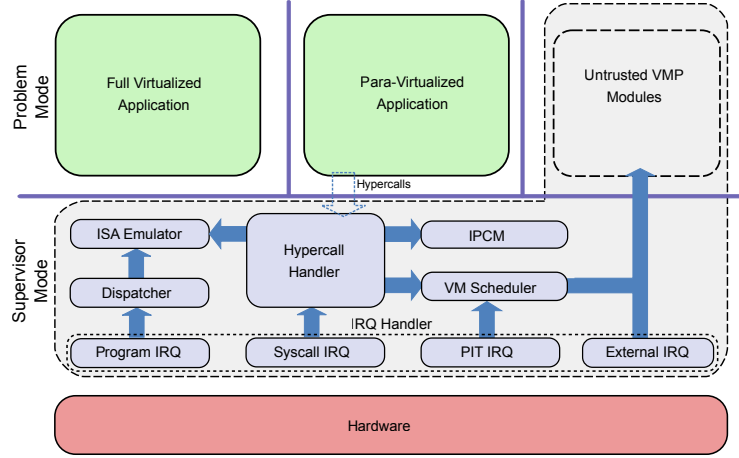 Problem
Mode
Full Virtualized
Application
Para-Virtualized
Application
Untrusted VMP
Modules
Hypercalls
Supervisor
Mode
ISA Emulator
Hypercall
Handler
IPCM
Dispatcher
VM Scheduler
IRQ Handler
Program IRQ
Syscall IRQ
PIT IRQ
External IRQ
Hardware